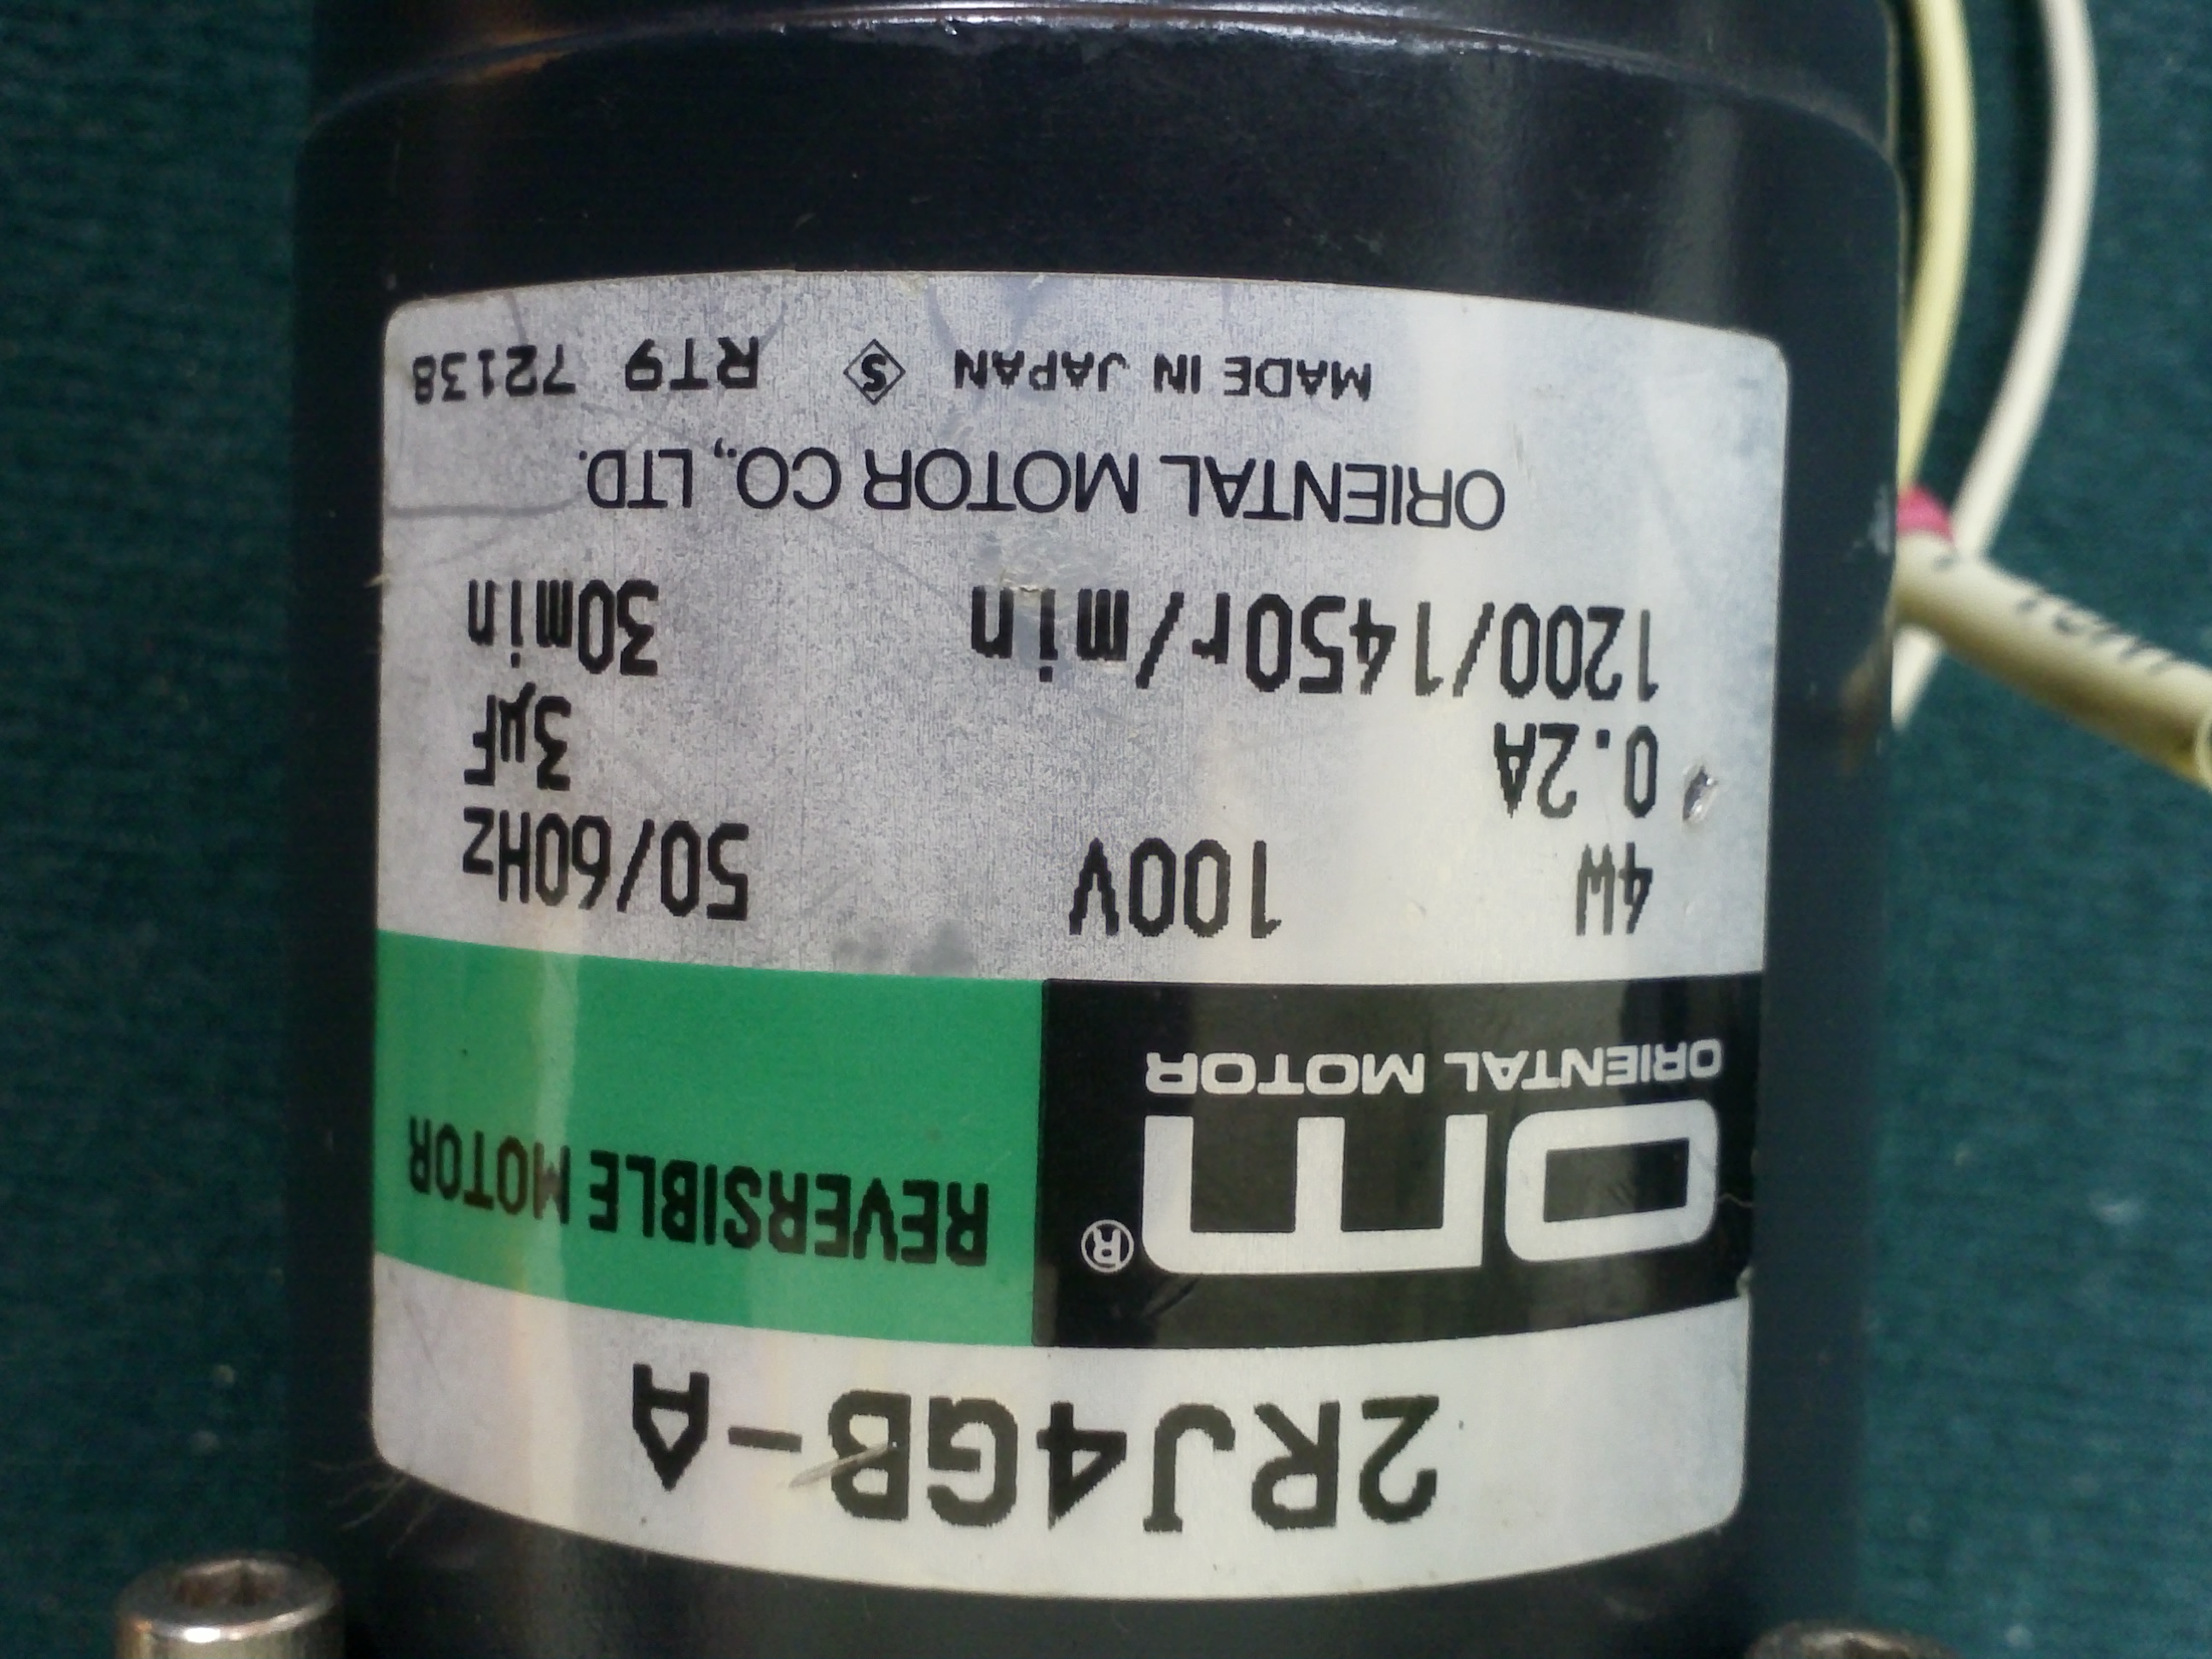 2RJ4GB-A
om®
ORIENTAL MOTOR
REVERSIBLE MOTOR
4W 100V 50/60Hz
0.2A 3μF
1200/1450r/min 30min
ORIENTAL MOTOR CO., LTD.
MADE IN JAPAN S RT9 72138